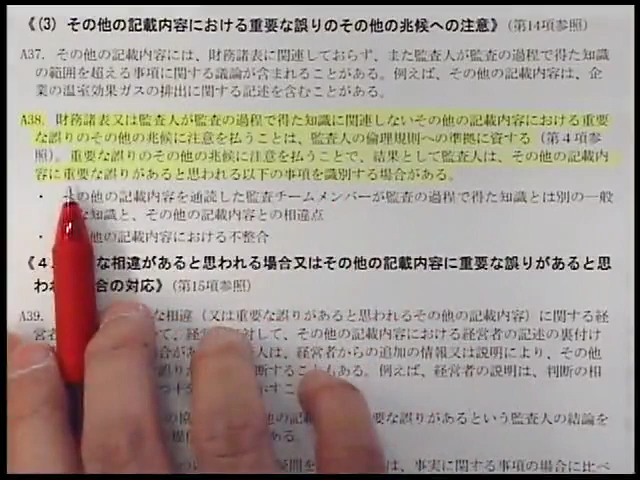 《(3) その他の記載内容における重要な誤りのその他の兆候への注意》(第14項参照)
A37. その他の記載内容には、財務諸表に関連しておらず、また監査人が監査の過程で得た知識
の範囲を超える事項に関する議論が含まれることがある。例えば、その他の記載内容は、企
業の温室効果ガスの排出に関する記述を含むことがある。
A38. 財務諸表又は監査人が監査の過程で得た知識に関連しないその他の記載内容における重要
な誤りのその他の兆候に注意を払うことは、監査人の倫理規則への準拠に資する(第4項参
照)。重要な誤りのその他の兆候に注意を払うことで、結果として監査人は、その他の記載内
容に重要な誤りがあると思われる以下の事項を識別する場合がある。
・ その他の記載内容を通読した監査チームメンバーが監査の過程で得た知識とは別の一般
な知識と、その他の記載内容との相違点
・ 他の記載内容における不整合
《4. な相違があると思われる場合又はその他の記載内容に重要な誤りがあると思
わ 合の対応》(第15項参照)
A39. な相違(又は重要な誤りがあると思われるその他の記載内容)に関する経
営者 て、経 対して、その他の記載内容における経営者の記述の裏付け
場合が 人は、経営者からの追加の情報又は説明により、その他
断する ともある。例えば、経営者の説明は、判断の相
の記 要な誤りがあるという監査人の結論を
ある。
は、事実に関する事項の場合に比べ